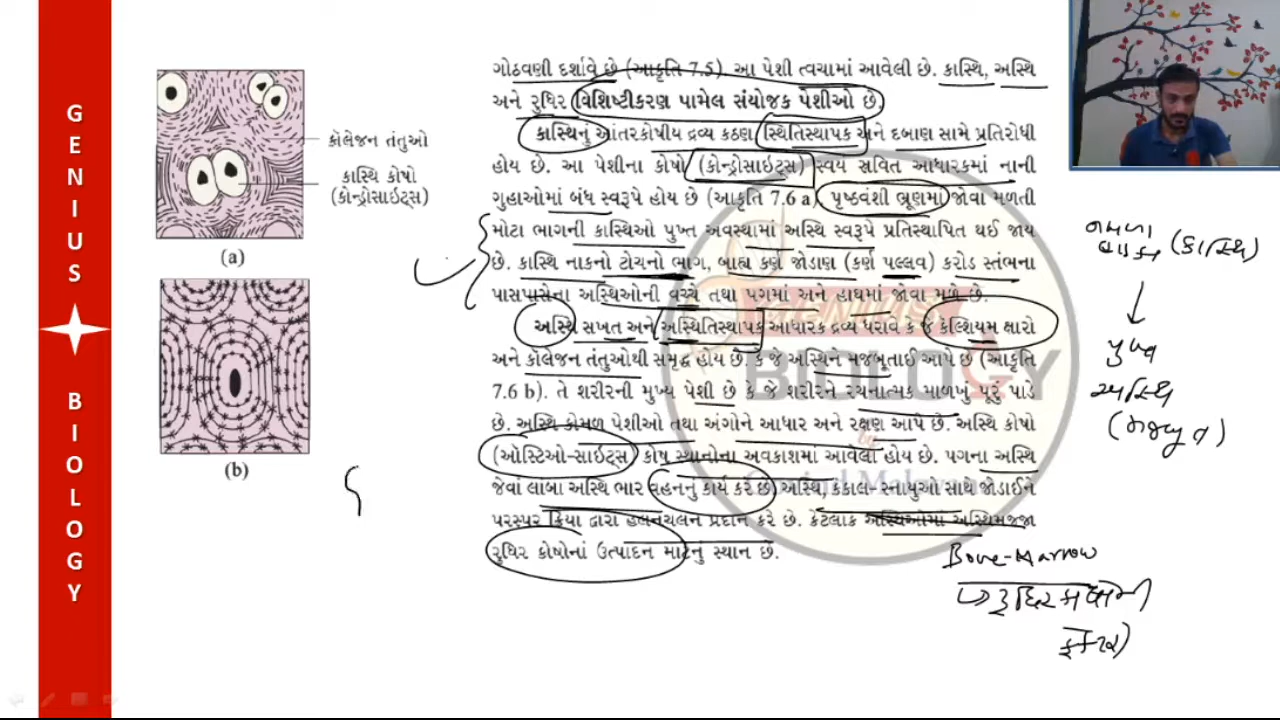 GENIUS
BIOLOGY
કૉલેજન તંતુઓ
કાસ્થિ કોષો
(કોન્ડ્રોસાઇટ્સ)
(a)
(b)
ગોઠવણી દર્શાવે છે (આકૃતિ 7.5) આ પેશી ત્વચામાં આવેલી છે. કાસ્થિ, અસ્થિ
અને રુધિર વિશિષ્ટીકરણ પામેલ સંયોજક પેશીઓ છે.
કાસ્થિનું આંતરકોષીય દ્રવ્ય કઠણ સ્થિતિસ્થાપક અને દબાણ સામે પ્રતિરોધી
હોય છે. આ પેશીના કોષો (કોન્ડ્રોસાઇટ્સ) સ્વયં સ્રવિત આધારકમાં નાની
ગુહાઓમાં બંધ સ્વરૂપે હોય છે (આકૃતિ 7.6 a) પૃષ્ઠવંશી ભ્રૂણમાં જોવા મળતી
મોટા ભાગની કાસ્થિઓ પુખ્ત અવસ્થામાં અસ્થિ સ્વરૂપે પ્રતિસ્થાપિત થઈ જાય
છે. કાસ્થિ નાકનો ટોચનો ભાગ, બાહ્ય કર્ણ જોડાણ (કર્ણ પલ્લવ) કરોડ સ્તંભના
પાસપાસેના અસ્થિઓની વચ્ચે તથા પગમાં અને હાથમાં જોવા મળે છે.
અસ્થિ સખત અને અસ્થિતિસ્થાપક આધારક દ્રવ્ય ધરાવે કે જે કૅલ્શિયમ ક્ષારો
અને કૉલેજન તંતુઓથી સમૃદ્ધ હોય છે. કે જે અસ્થિને મજબૂતાઈ આપે છે (આકૃતિ
7.6 b). તે શરીરની મુખ્ય પેશી છે કે જે શરીરને રચનાત્મક માળખું પૂરું પાડે
છે. અસ્થિ કોમળ પેશીઓ તથા અંગોને આધાર અને રક્ષણ આપે છે. અસ્થિ કોષો
(ઑસ્ટિઓ-સાઇટ્સ) કોષ સ્થાનોના અવકાશમાં આવેલા હોય છે. પગના અસ્થિ
જેવાં લાંબા અસ્થિ ભાર વહનનું કાર્ય કરે છે. અસ્થિ, કંકાલ-સ્નાયુઓ સાથે જોડાઈને
પરસ્પર ક્રિયા દ્વારા હલનચલન પ્રદાન કરે છે. કેટલાક અસ્થિઓમાં અસ્થિમજ્જા
રુધિર કોષોનાં ઉત્પાદન માટેનું સ્થાન છે.
(કાસ્થિ)
પુખ્ત
અસ્થિ
(મજબુત)
Bone-Marrow
GENIUS
BIOLOGY
by